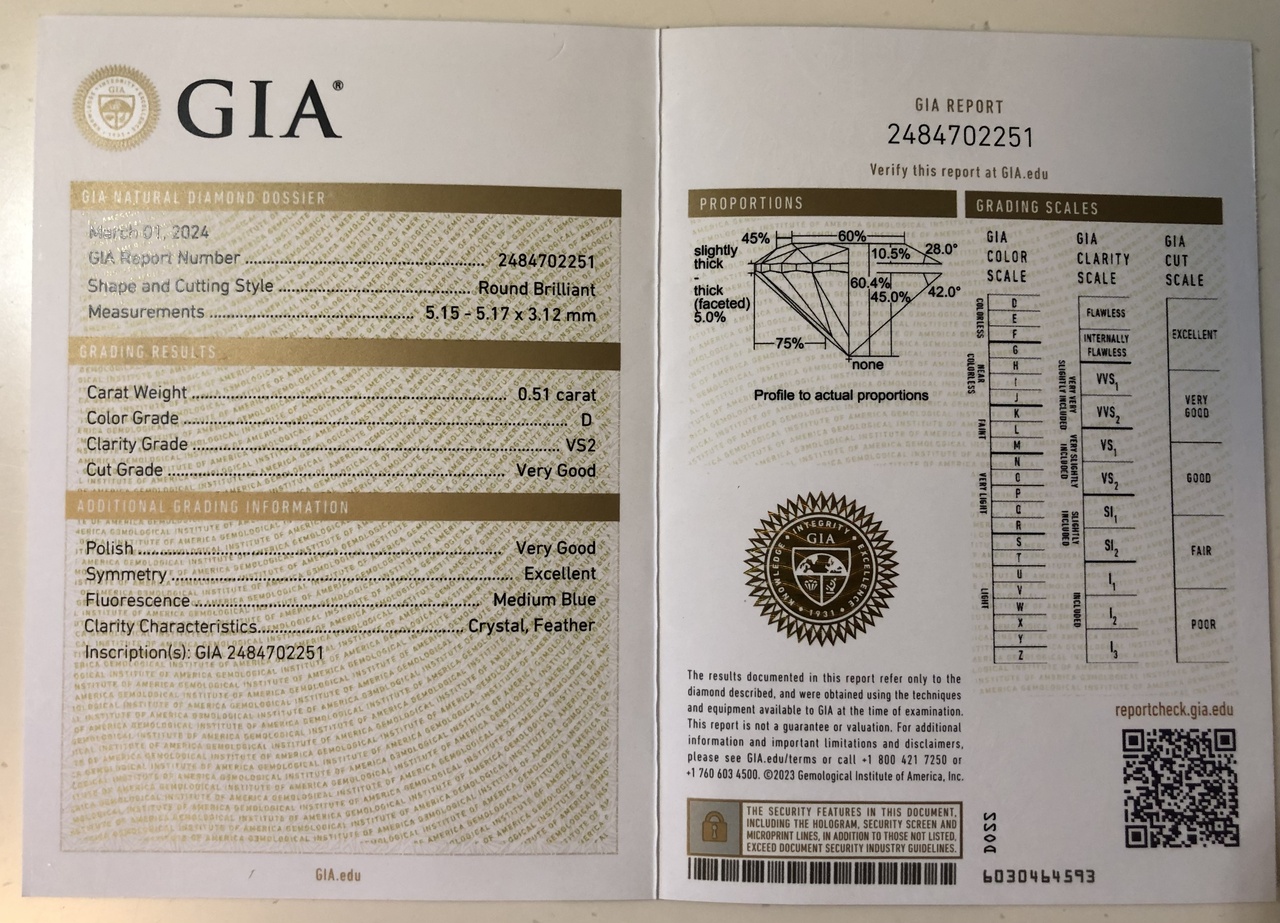 GIA®
GIA NATURAL DIAMOND DOSSIER
March 01, 2024
GIA Report Number 2484702251
Shape and Cutting Style Round Brilliant
Measurements 5.15 - 5.17 x 3.12 mm
GRADING RESULTS
Carat Weight 0.51 carat
Color Grade D
Clarity Grade VS2
Cut Grade Very Good
ADDITIONAL GRADING INFORMATION
Polish Very Good
Symmetry Excellent
Fluorescence Medium Blue
Clarity Characteristics Crystal, Feather
Inscription(s): GIA 2484702251
GIA.edu
GIA REPORT
2484702251
Verify this report at GIA.edu
PROPORTIONS
45%
60%
slightly
thick
-
thick
(faceted)
5.0%
10.5%
28.0°
60.4%
45.0%
42.0°
75%
none
Profile to actual proportions
INTEGRITY
KNOWLEDGE
EXCELLENCE
GIA
1931
The results documented in this report refer only to the
diamond described, and were obtained using the techniques
and equipment available to GIA at the time of examination.
This report is not a guarantee or valuation. For additional
information and important limitations and disclaimers,
please see GIA.edu/terms or call +1 800 421 7250 or
+1 760 603 4500. ©2023 Gemological Institute of America, Inc.
THE SECURITY FEATURES IN THIS DOCUMENT,
INCLUDING THE HOLOGRAM, SECURITY SCREEN AND
MICROPRINT LINES, IN ADDITION TO THOSE NOT LISTED,
EXCEED DOCUMENT SECURITY INDUSTRY GUIDELINES.
GRADING SCALES
GIA
COLOR
SCALE
COLORLESS
D
E
F
NEAR
COLORLESS
G
H
I
J
FAINT
K
L
M
VERY LIGHT
N
O
P
Q
R
LIGHT
S
T
U
V
W
X
Y
Z
GIA
CLARITY
SCALE
FLAWLESS
INTERNALLY
FLAWLESS
VERY VERY
SLIGHTLY INCLUDED
VVS1
VVS2
VERY SLIGHTLY
INCLUDED
VS1
VS2
SLIGHTLY
INCLUDED
SI1
SI2
INCLUDED
I1
I2
I3
GIA
CUT
SCALE
EXCELLENT
VERY
GOOD
GOOD
FAIR
POOR
reportcheck.gia.edu
DOSS
6030464593